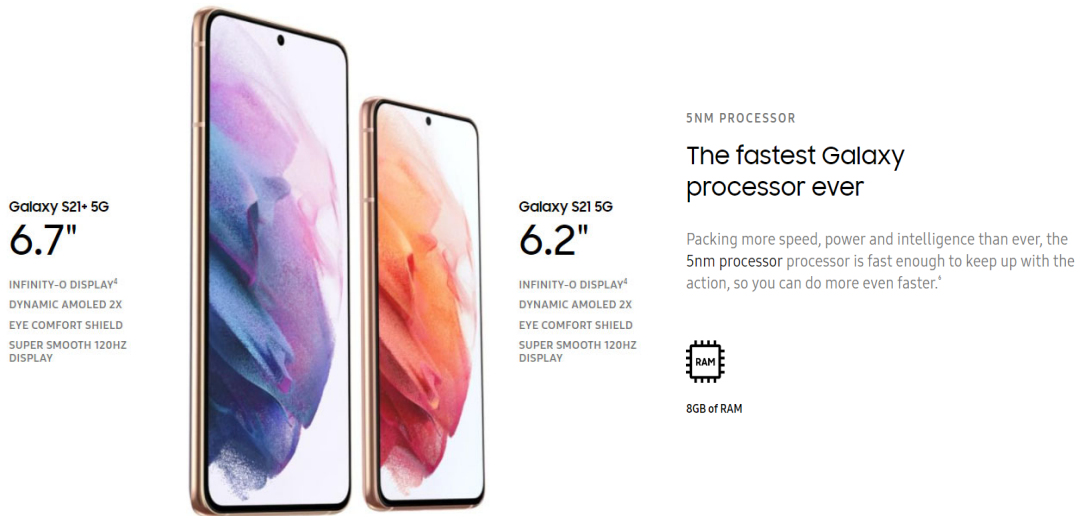 Galaxy S21+ 5G
6.7"
INFINITY-O DISPLAY⁴
DYNAMIC AMOLED 2X
EYE COMFORT SHIELD
SUPER SMOOTH 120HZ
DISPLAY
Galaxy S21 5G
6.2"
INFINITY-O DISPLAY⁴
DYNAMIC AMOLED 2X
EYE COMFORT SHIELD
SUPER SMOOTH 120HZ
DISPLAY
5NM PROCESSOR
The fastest Galaxy
processor ever
Packing more speed, power and intelligence than ever, the
5nm processor processor is fast enough to keep up with the
action, so you can do more even faster.⁶
RAM
8GB of RAM